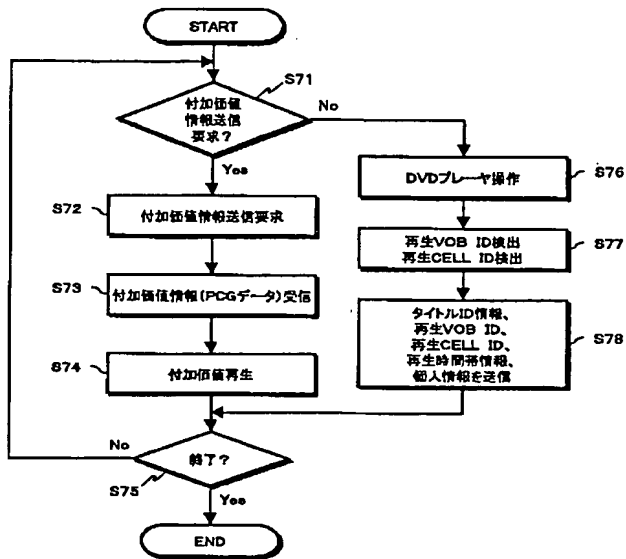 START
S71
付加価値
情報送信
要求?
No
Yes
S72
付加価値情報送信要求
S73
付加価値情報(PCGデータ)受信
S74
付加価値再生
S76
DVDプレーヤ操作
S77
再生VOB ID検出
再生CELL ID検出
S78
タイトルID情報、
再生VOB ID、
再生CELL ID、
再生時間帯情報、
個人情報を送信
No
終了?
S75
Yes
END